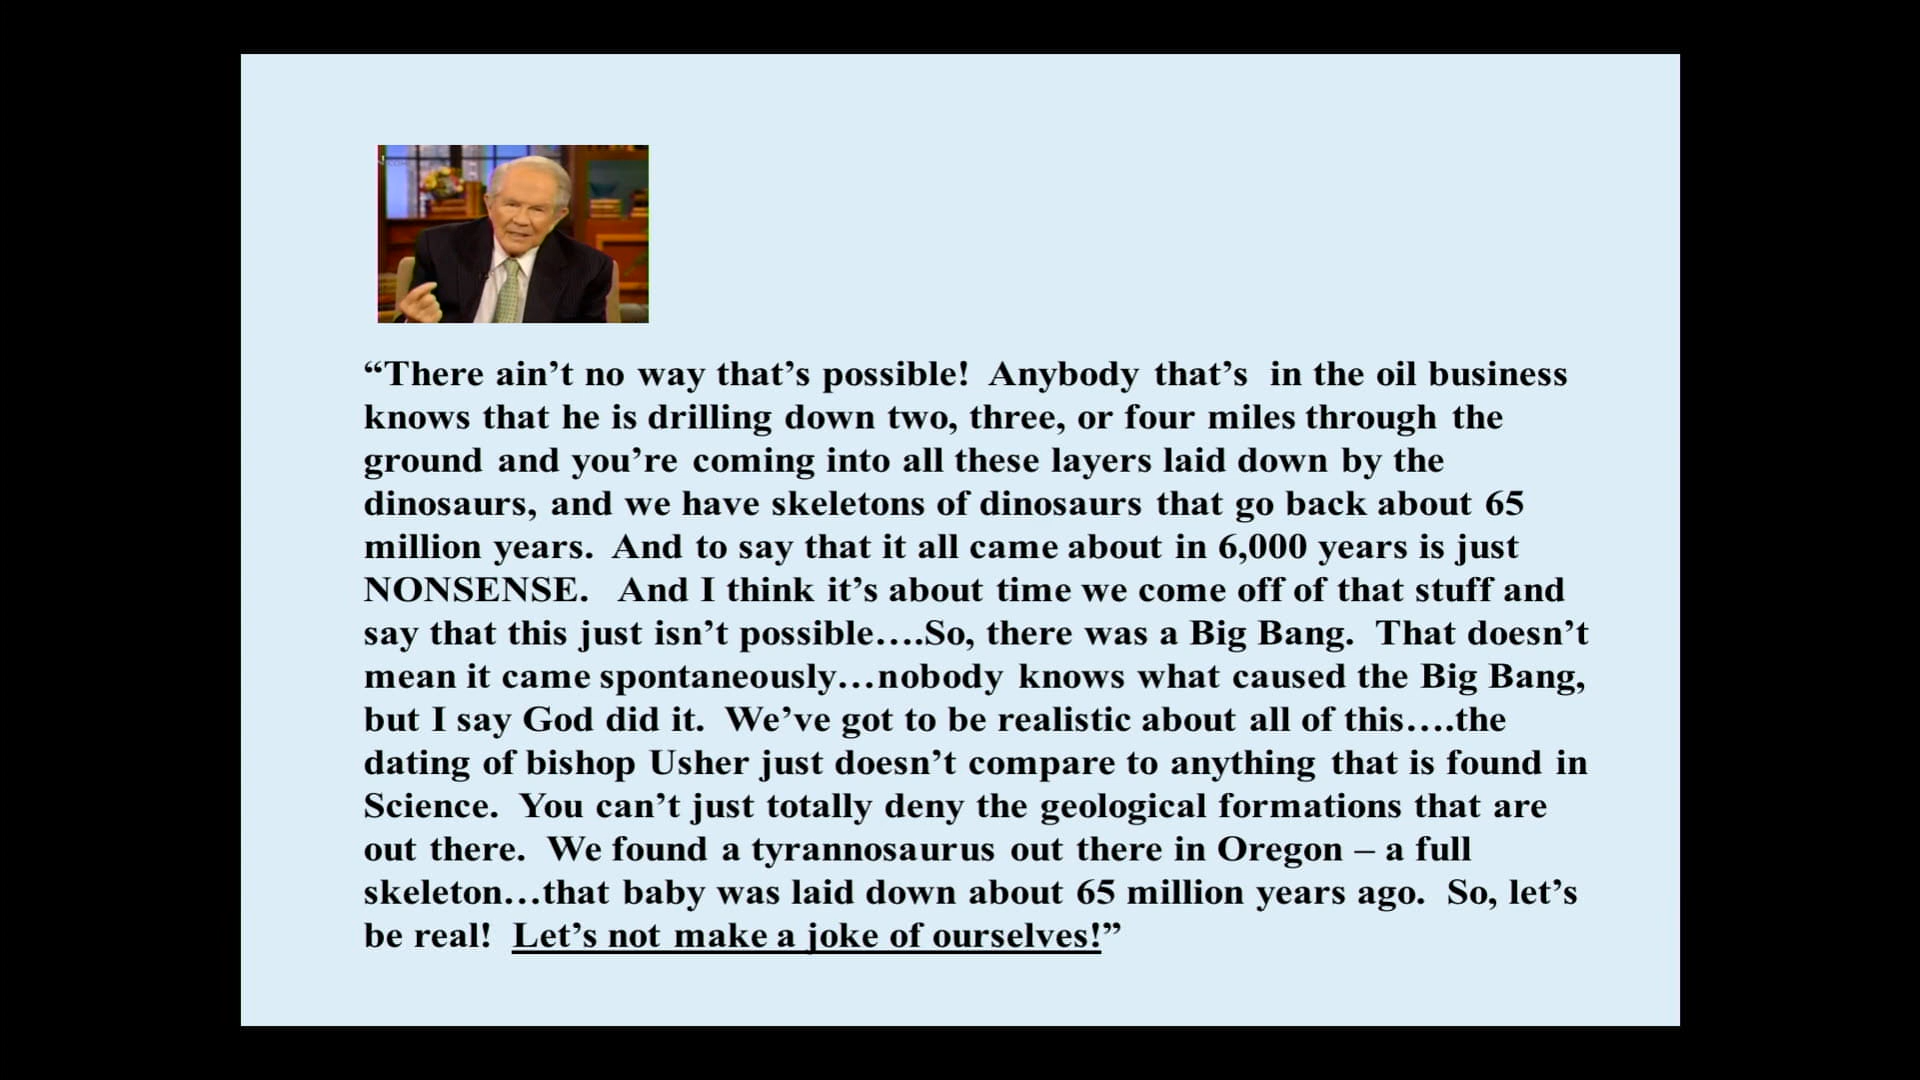 “There ain’t no way that’s possible!  Anybody that’s  in the oil business
knows that he is drilling down two, three, or four miles through the
ground and you’re coming into all these layers laid down by the
dinosaurs, and we have skeletons of dinosaurs that go back about 65
million years.  And to say that it all came about in 6,000 years is just
NONSENSE.   And I think it’s about time we come off of that stuff and
say that this just isn’t possible….So, there was a Big Bang.  That doesn’t
mean it came spontaneously…nobody knows what caused the Big Bang,
but I say God did it.  We’ve got to be realistic about all of this….the
dating of bishop Usher just doesn’t compare to anything that is found in
Science.  You can’t just totally deny the geological formations that are
out there.  We found a tyrannosaurus out there in Oregon – a full
skeleton…that baby was laid down about 65 million years ago.  So, let’s
be real!  Let’s not make a joke of ourselves!”